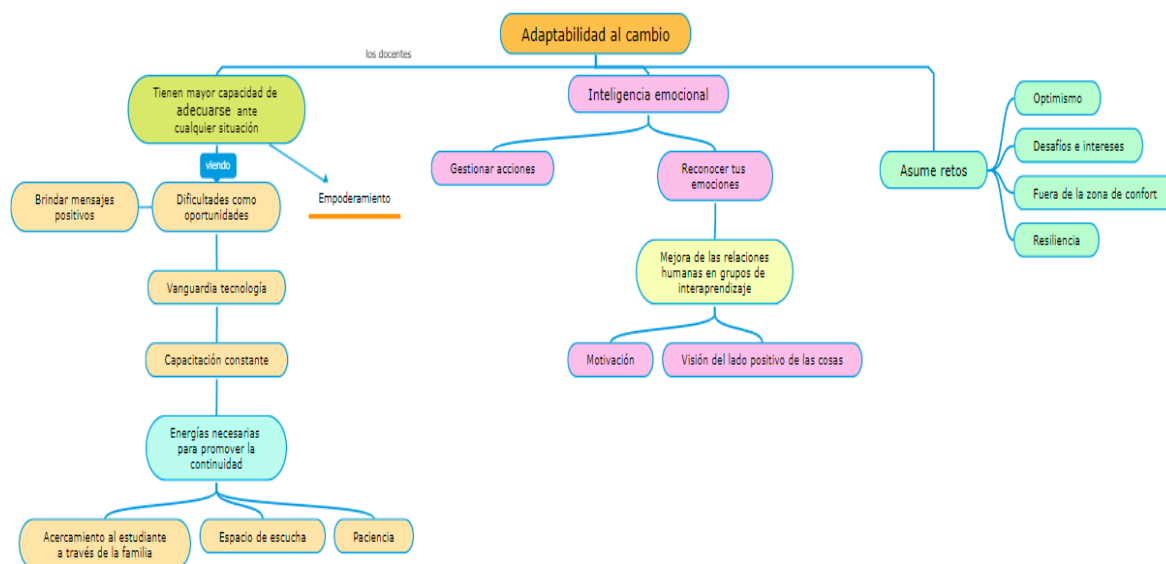 Adaptabilidad al cambio
los docentes
Tienen mayor capacidad de
adecuarse ante
cualquier situación
viendo
Empoderamiento
Brindar mensajes
positivos
Dificultades como
oportunidades
Vanguardia tecnología
Capacitación constante
Energías necesarias
para promover la
continuidad
Acercamiento al estudiante
a través de la familia
Espacio de escucha
Paciencia
Inteligencia emocional
Gestionar acciones
Reconocer tus
emociones
Mejora de las relaciones
humanas en grupos de
interaprendizaje
Motivación
Visión del lado positivo de las cosas
Asume retos
Optimismo
Desafíos e intereses
Fuera de la zona de confort
Resiliencia